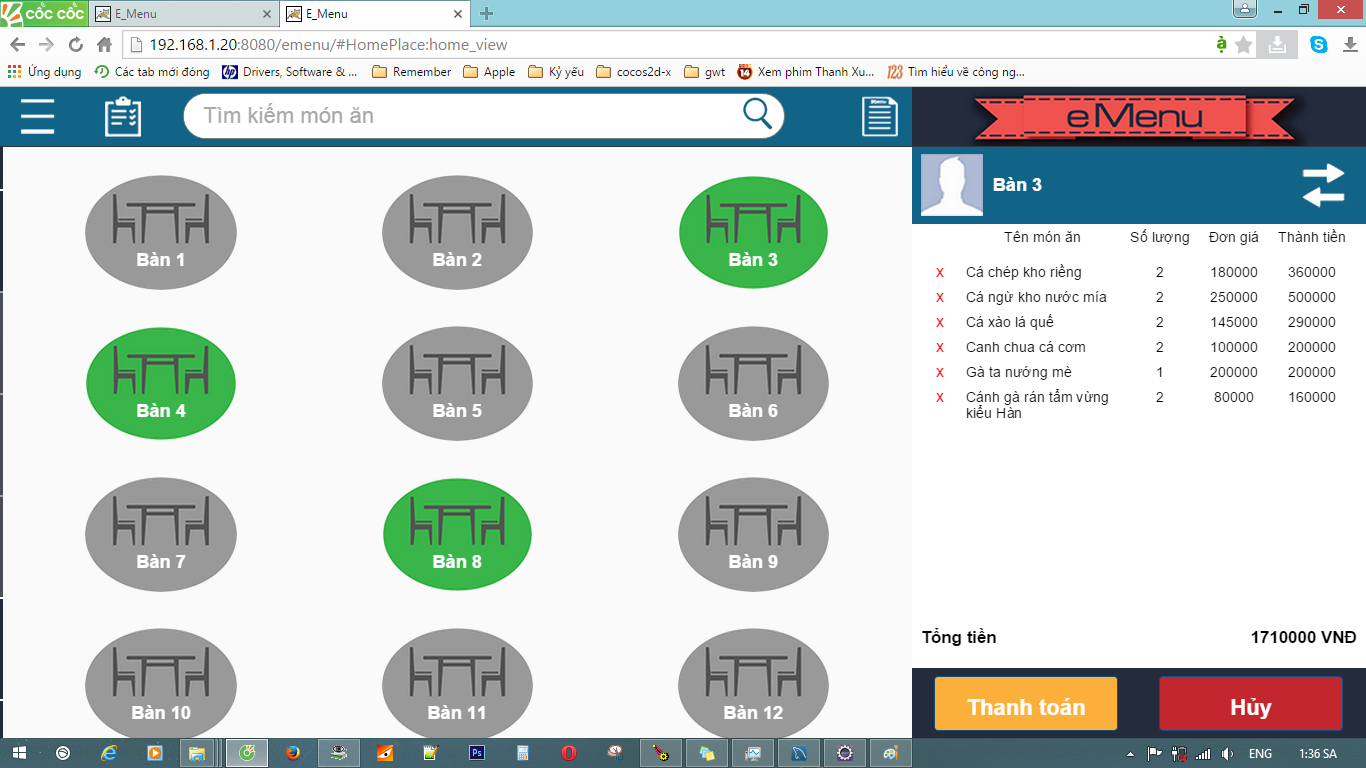 CỐC CỐC
E_Menu
E_Menu
192.168.1.20:8080/emenu/#HomePlace:home_view
Ứng dụng
Các tab mới đóng
Drivers, Software & ...
Remember
Apple
Kỷ yếu
cocos2d-x
gwt
Xem phim Thanh Xu...
123
Tìm hiểu về công ng...
Tìm kiếm món ăn
Menu
eMenu
Bàn 1
Bàn 2
Bàn 3
Bàn 4
Bàn 5
Bàn 6
Bàn 7
Bàn 8
Bàn 9
Bàn 10
Bàn 11
Bàn 12
Bàn 3
Tên món ăn Số lượng Đơn giá Thành tiền
X Cá chép kho riềng 2 180000 360000
X Cá ngừ kho nước mía 2 250000 500000
X Cá xào lá quế 2 145000 290000
X Canh chua cá cơm 2 100000 200000
X Gà ta nướng mè 1 200000 200000
X Cánh gà rán tẩm vừng 2 80000 160000
kiểu Hàn
Tổng tiền 1710000 VNĐ
Thanh toán
Hủy
Ps
ENG
1:36 SA